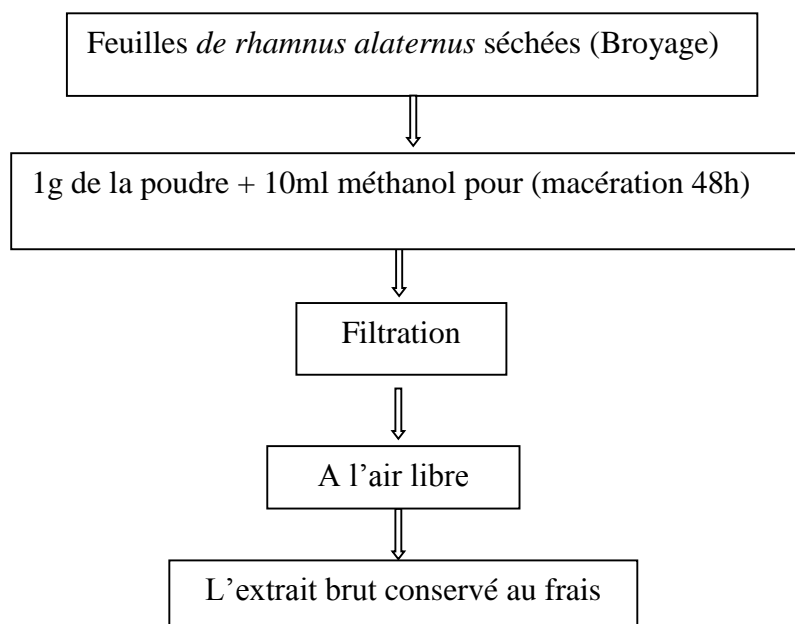 Feuilles de rhamnus alaternus séchées (Broyage)
1g de la poudre + 10ml méthanol pour (macération 48h)
Filtration
A l’air libre
L’extrait brut conservé au frais